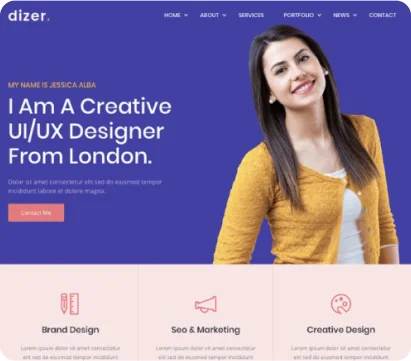 dizer.
HOME ABOUT SERVICES PORTFOLIO NEWS CONTACT
MY NAME IS JESSICA ALBA
I Am A Creative
UI/UX Designer
From London.
Dolor sit amet consectetur elit sed do eiusmod tempor
incididunt labore et dolore magna.
Contact Me
Brand Design Seo & Marketing Creative Design
Lorem ipsum dolor sit amet consectetur Lorem ipsum dolor sit amet consectetur Lorem ipsum dolor sit amet consectetur
adipiscing elit sed do eiusmod tempor adipiscing elit sed do eiusmod tempor adipiscing elit sed do eiusmod tempor